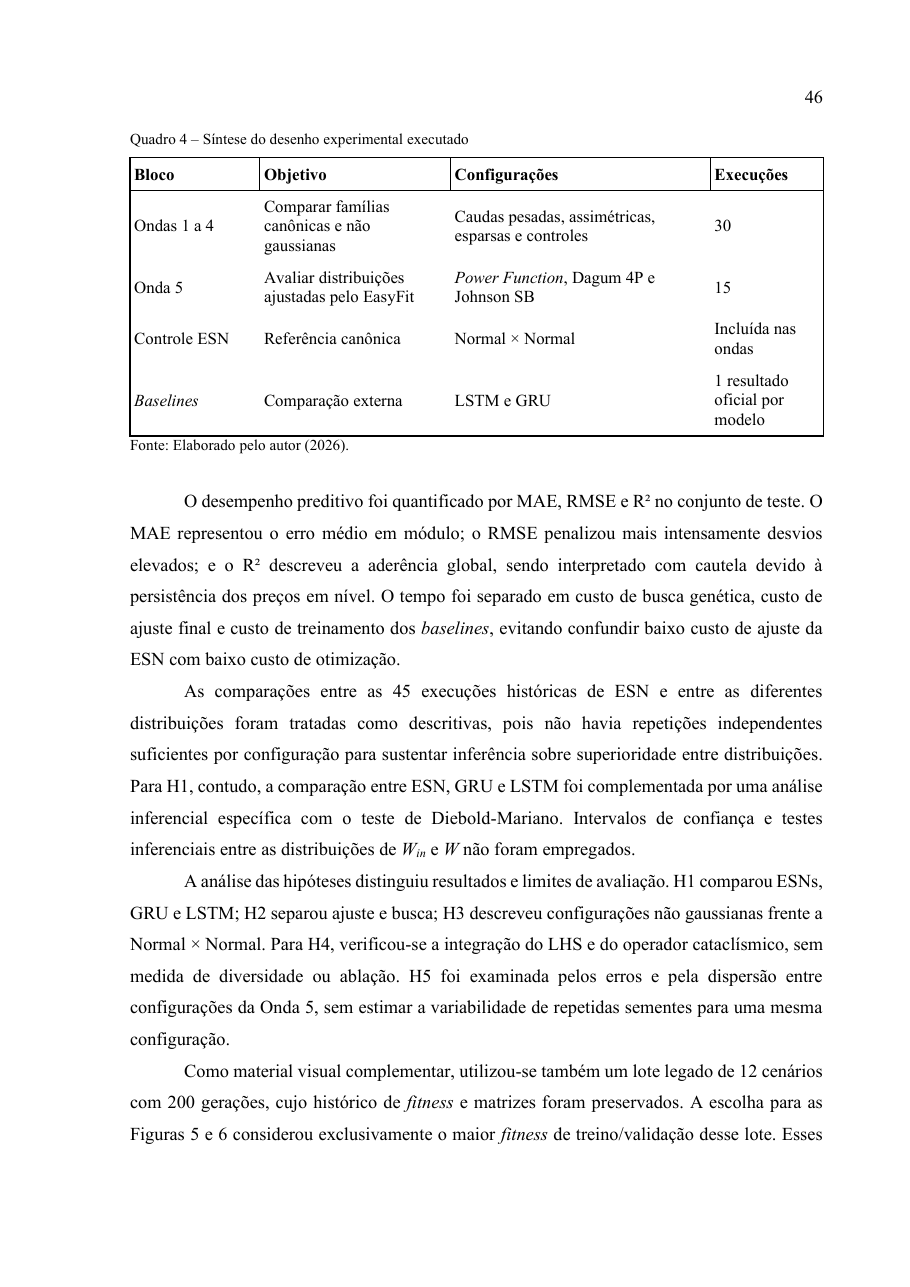 46
Quadro 4 – Síntese do desenho experimental executado
Bloco Objetivo Configurações Execuções
Ondas 1 a 4
Comparar famílias
canônicas e não
gaussianas
Caudas pesadas, assimétricas,
esparsas e controles
30
Onda 5
Avaliar distribuições
ajustadas pelo EasyFit
Power Function, Dagum 4P e
Johnson SB
15
Controle ESN
Referência canônica
Normal × Normal
Incluída nas
ondas
Baselines
Comparação externa
LSTM e GRU
1 resultado
oficial por
modelo
Fonte: Elaborado pelo autor (2026).
O desempenho preditivo foi quantificado por MAE, RMSE e R² no conjunto de teste. O
MAE representou o erro médio em módulo; o RMSE penalizou mais intensamente desvios
elevados; e o R² descreveu a aderência global, sendo interpretado com cautela devido à
persistência dos preços em nível. O tempo foi separado em custo de busca genética, custo de
ajuste final e custo de treinamento dos baselines, evitando confundir baixo custo de ajuste da
ESN com baixo custo de otimização.
As comparações entre as 45 execuções históricas de ESN e entre as diferentes
distribuições foram tratadas como descritivas, pois não havia repetições independentes
suficientes por configuração para sustentar inferência sobre superioridade entre distribuições.
Para H1, contudo, a comparação entre ESN, GRU e LSTM foi complementada por uma análise
inferencial específica com o teste de Diebold-Mariano. Intervalos de confiança e testes
inferenciais entre as distribuições de Win e W não foram empregados.
A análise das hipóteses distinguiu resultados e limites de avaliação. H1 comparou ESNs,
GRU e LSTM; H2 separou ajuste e busca; H3 descreveu configurações não gaussianas frente a
Normal × Normal. Para H4, verificou-se a integração do LHS e do operador cataclísmico, sem
medida de diversidade ou ablação. H5 foi examinada pelos erros e pela dispersão entre
configurações da Onda 5, sem estimar a variabilidade de repetidas sementes para uma mesma
configuração.
Como material visual complementar, utilizou-se também um lote legado de 12 cenários
com 200 gerações, cujo histórico de fitness e matrizes foram preservados. A escolha para as
Figuras 5 e 6 considerou exclusivamente o maior fitness de treino/validação desse lote. Esses